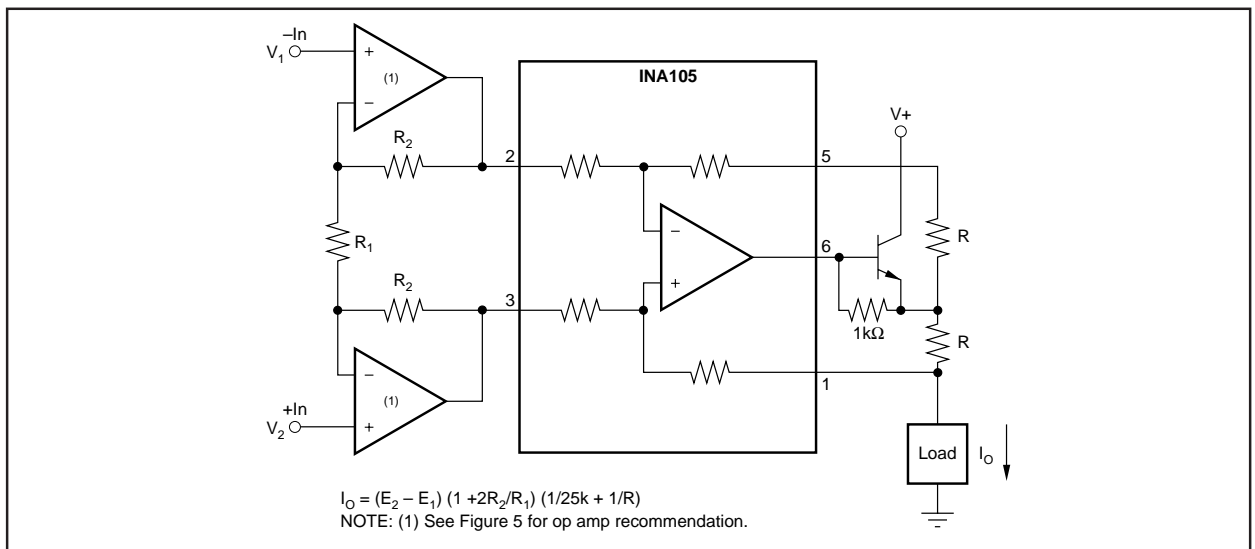 –In
V1
+
(1)
–
R2
R1
R2
–
(1)
+
+In
V2
INA105
2
3
–
+
5
6
1
V+
R
1kΩ
R
Load
IO
IO = (E2 – E1) (1 +2R2/R1) (1/25k + 1/R)
NOTE: (1) See Figure 5 for op amp recommendation.